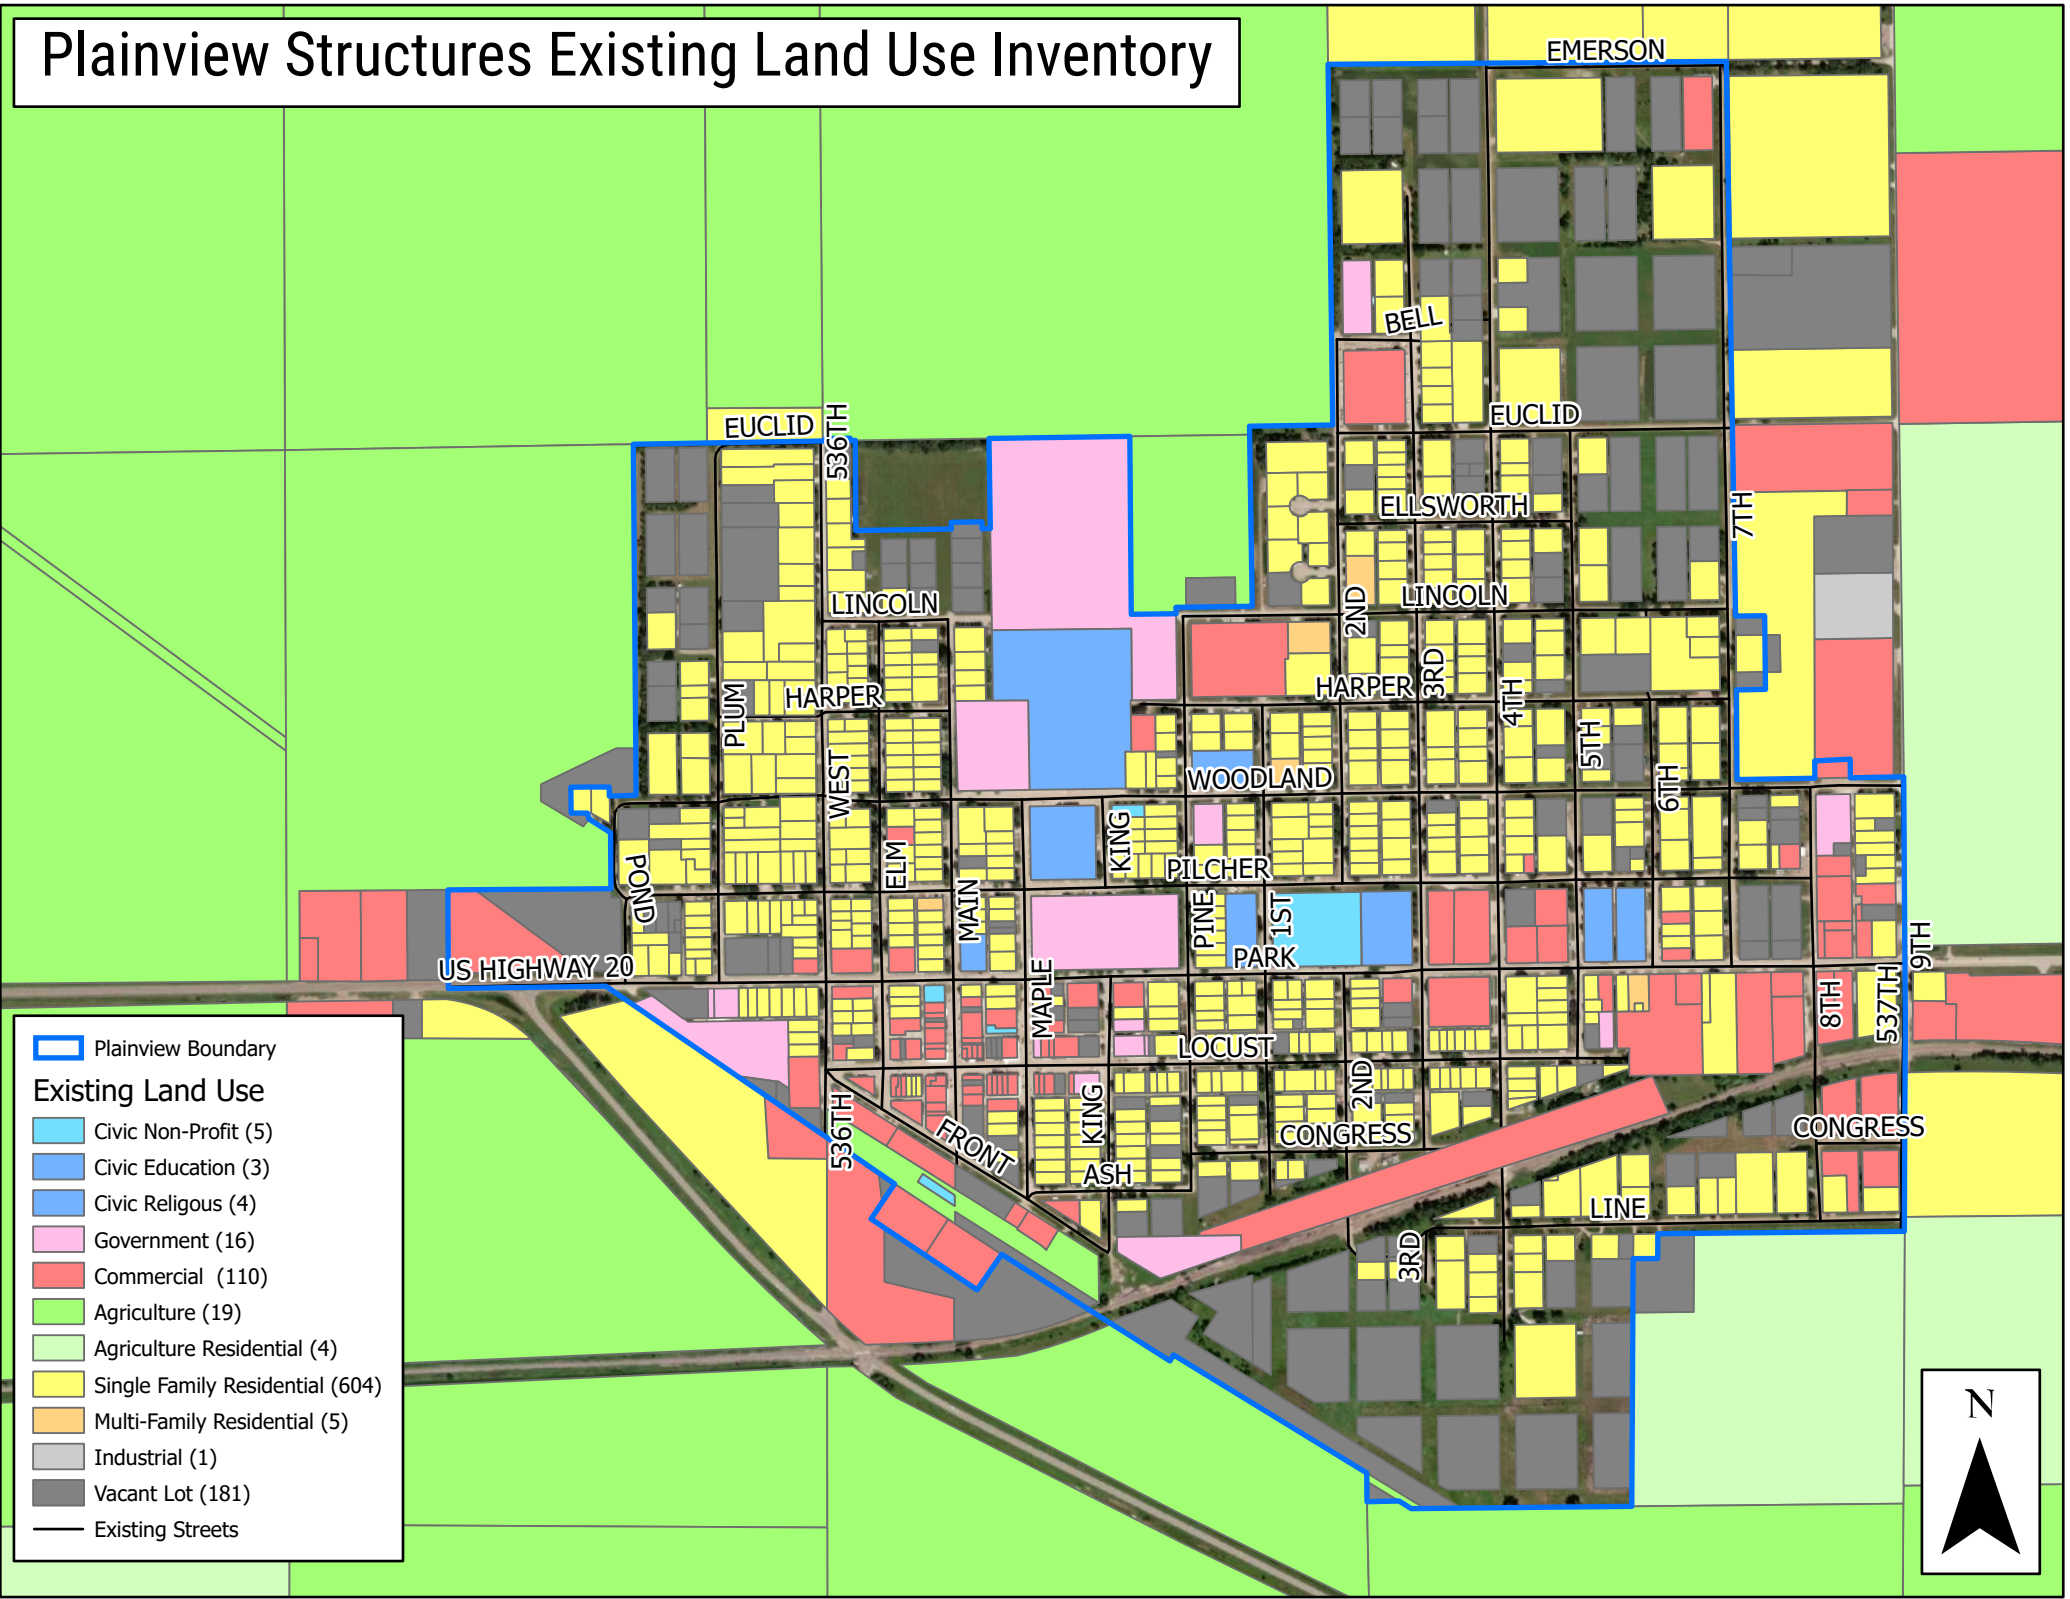 Plainview Structures Existing Land Use Inventory
EMERSON
BELL
EUCLID
536TH
EUCLID
ELLSWORTH
7TH
LINCOLN
2ND
LINCOLN
PLUM
HARPER
HARPER
3RD
4TH
5TH
WEST
WOODLAND
6TH
POND
ELM
MAIN
KING
PILCHER
PINE
1ST
US HIGHWAY 20
MAPLE
PARK
9TH
8TH
537TH
LOCUST
2ND
536TH
FRONT
KING
ASH
CONGRESS
CONGRESS
LINE
3RD
Plainview Boundary
Existing Land Use
Civic Non-Profit (5)
Civic Education (3)
Civic Religous (4)
Government (16)
Commercial (110)
Agriculture (19)
Agriculture Residential (4)
Single Family Residential (604)
Multi-Family Residential (5)
Industrial (1)
Vacant Lot (181)
Existing Streets
N